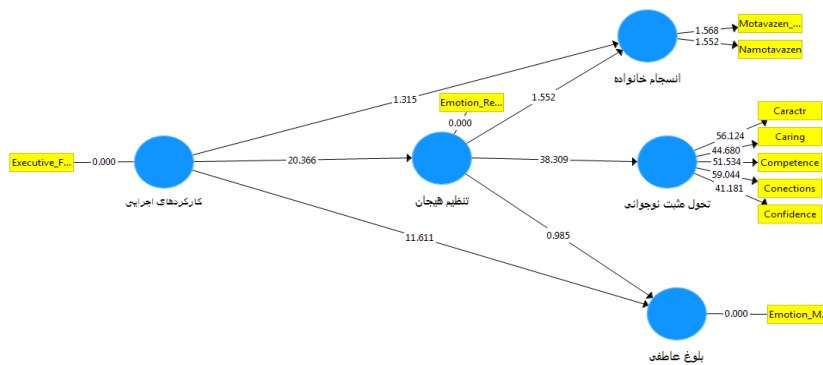 Motavazen_...
1.568
1.552
Namotavazen
انسجام خانواده
1.315
Emotion_Re...
1.552
0.000
Caractr
56.124
Caring
44.680
Executive_F...
0.000
20.366
38.309
51.534
Competence
59.044
Conections
41.181
Confidence
کارکردهای اجرایی
تنظیم هیجان
تحول مثبت نوجوانی
11.611
0.985
0.000
Emotion_M...
بلوغ عاطفی